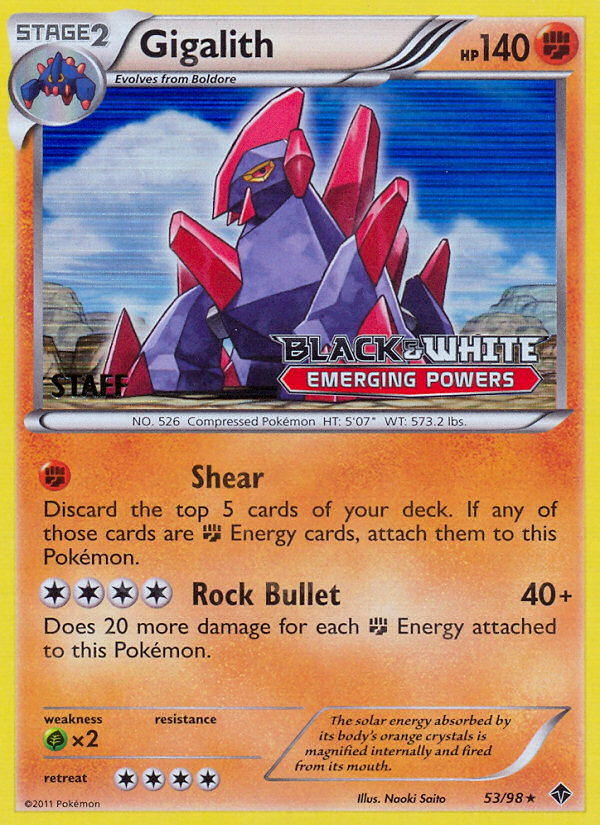 STAGE2
Gigalith
HP140
Evolves from Boldore
BLACK & WHITE
EMERGING POWERS
STAFF
NO. 526 Compressed Pokémon HT: 5'07" WT: 573.2 lbs.
Shear
Discard the top 5 cards of your deck. If any of
those cards are Energy cards, attach them to this
Pokémon.
Rock Bullet 40+
Does 20 more damage for each Energy attached
to this Pokémon.
weakness resistance
×2
The solar energy absorbed by
its body's orange crystals is
magnified internally and fired
from its mouth.
retreat
©2011 Pokémon
Illus. Naoki Saito 53/98★